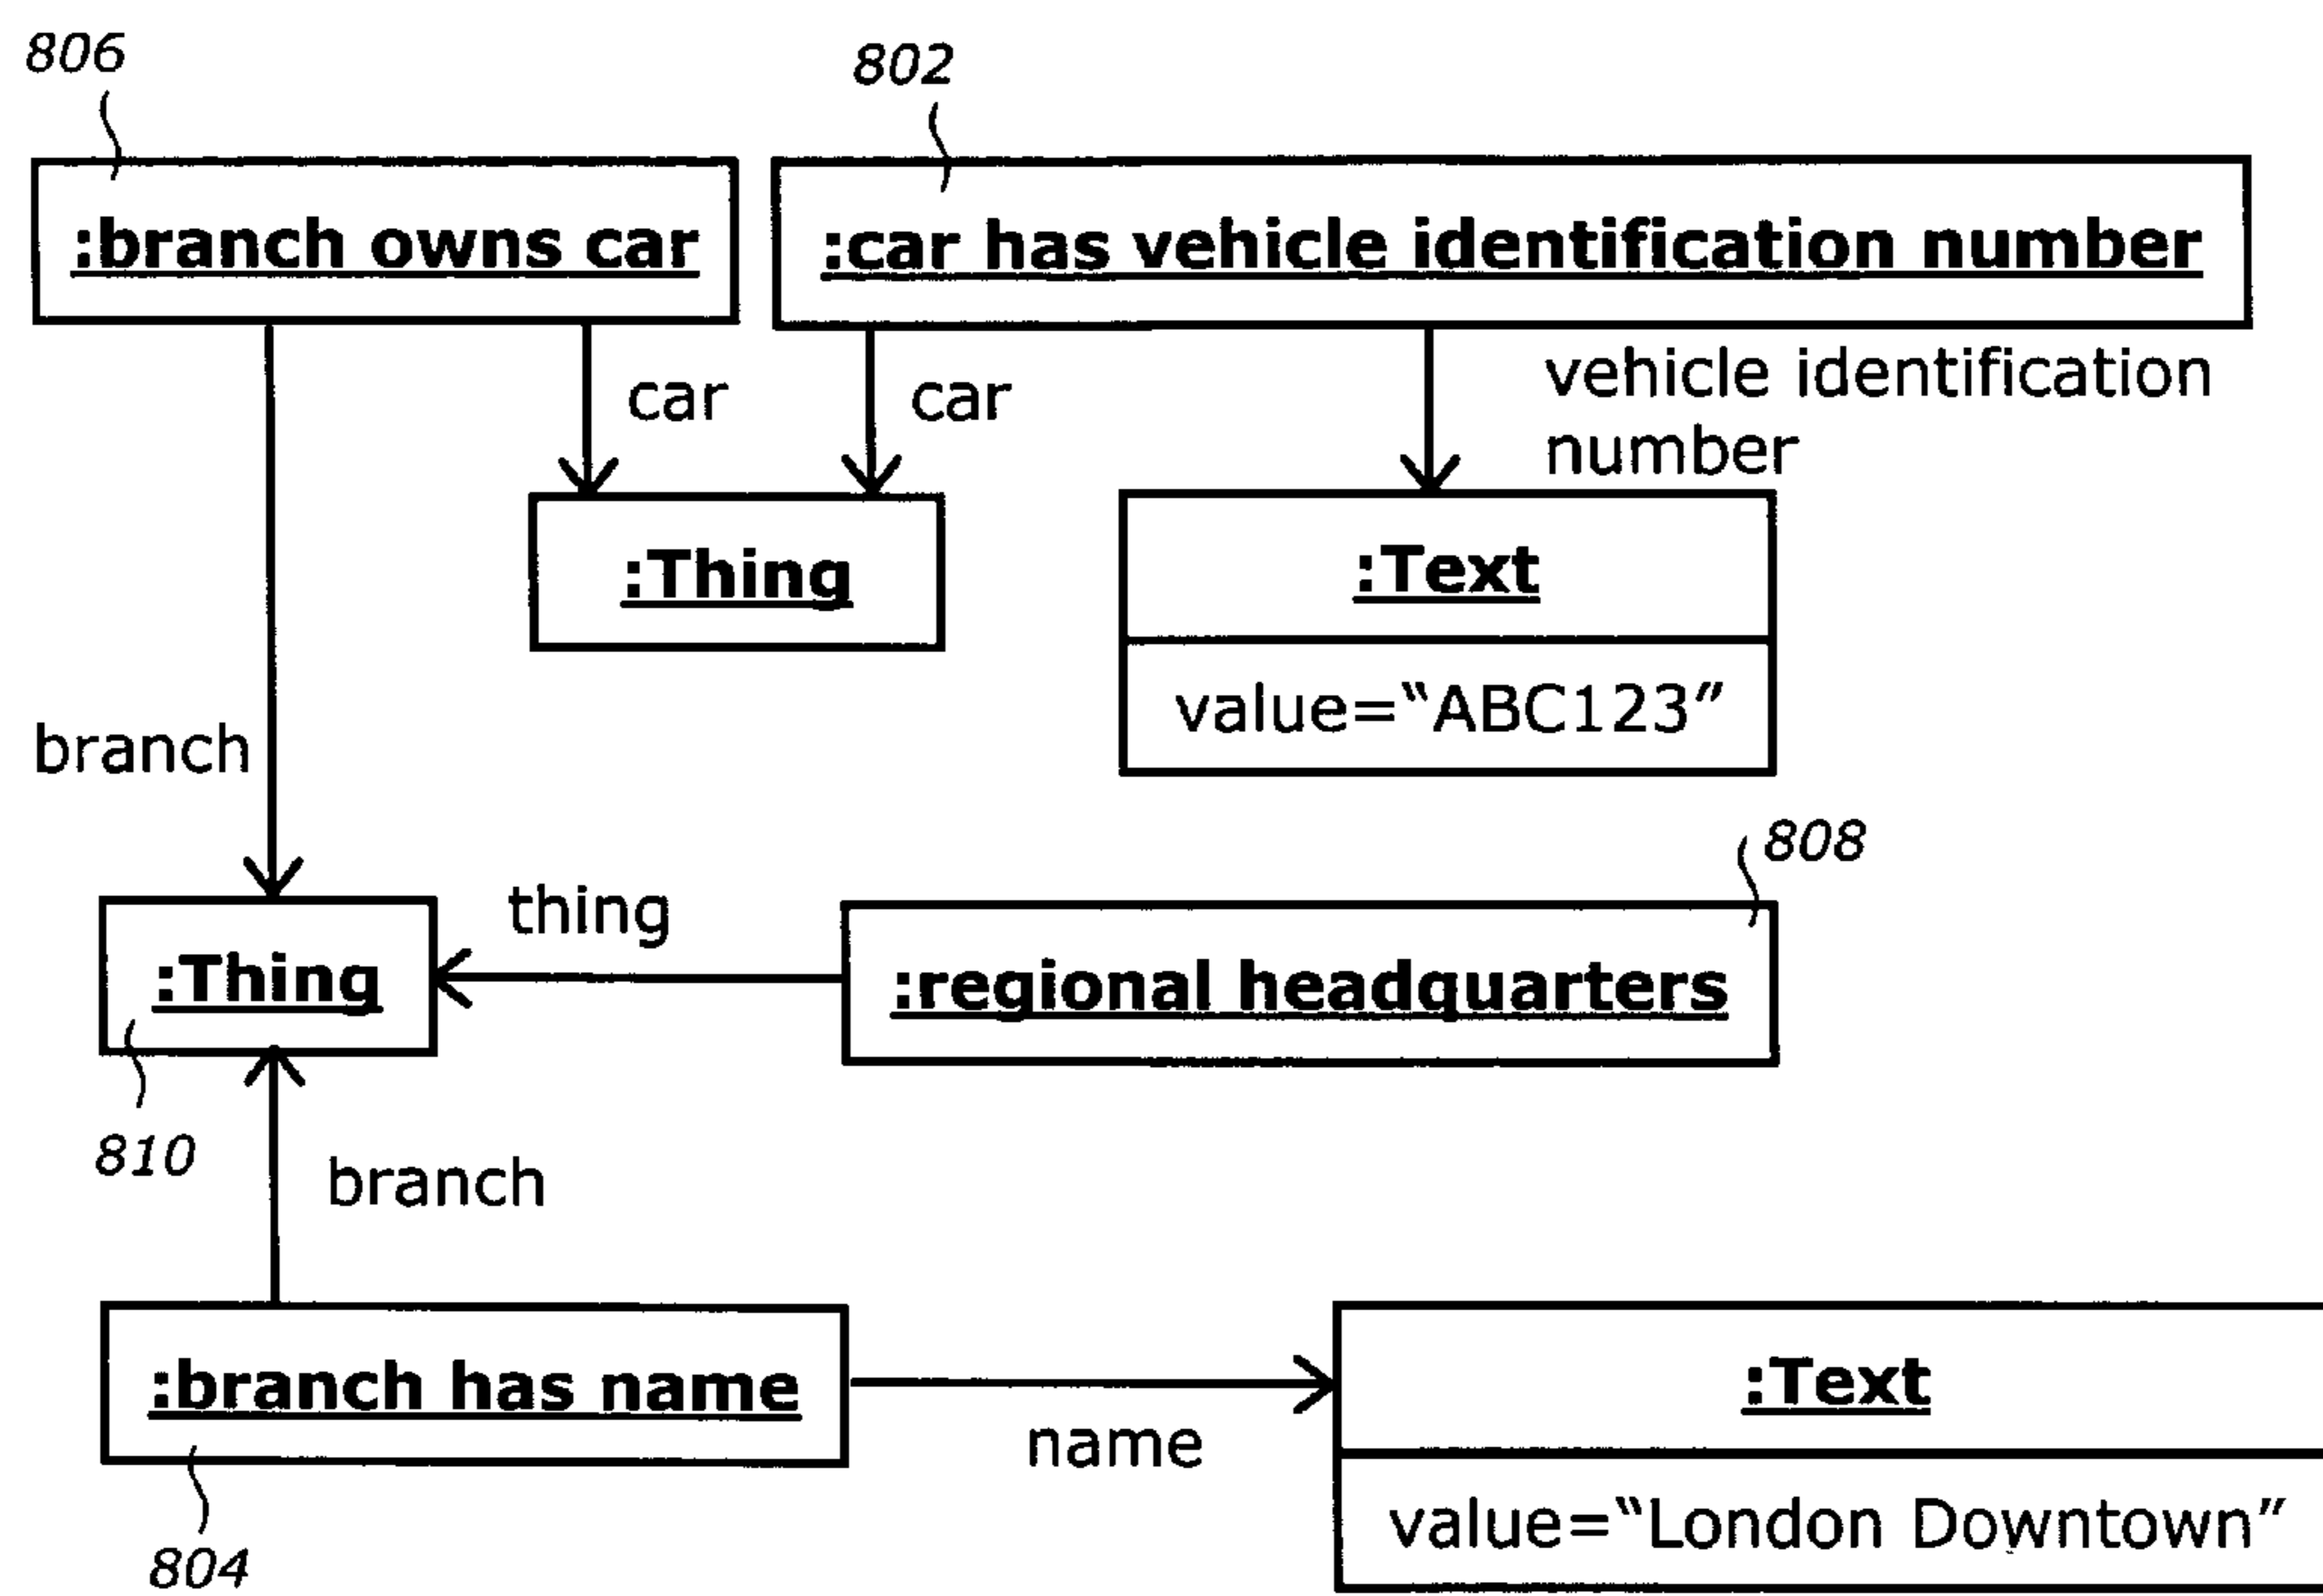 806
802
:branch owns car
:car has vehicle identification number
car
car
vehicle identification
number
:Thing
:Text
value=“ABC123”
branch
808
thing
:Thing
:regional headquarters
810
branch
:branch has name
name
:Text
value=“London Downtown”
804